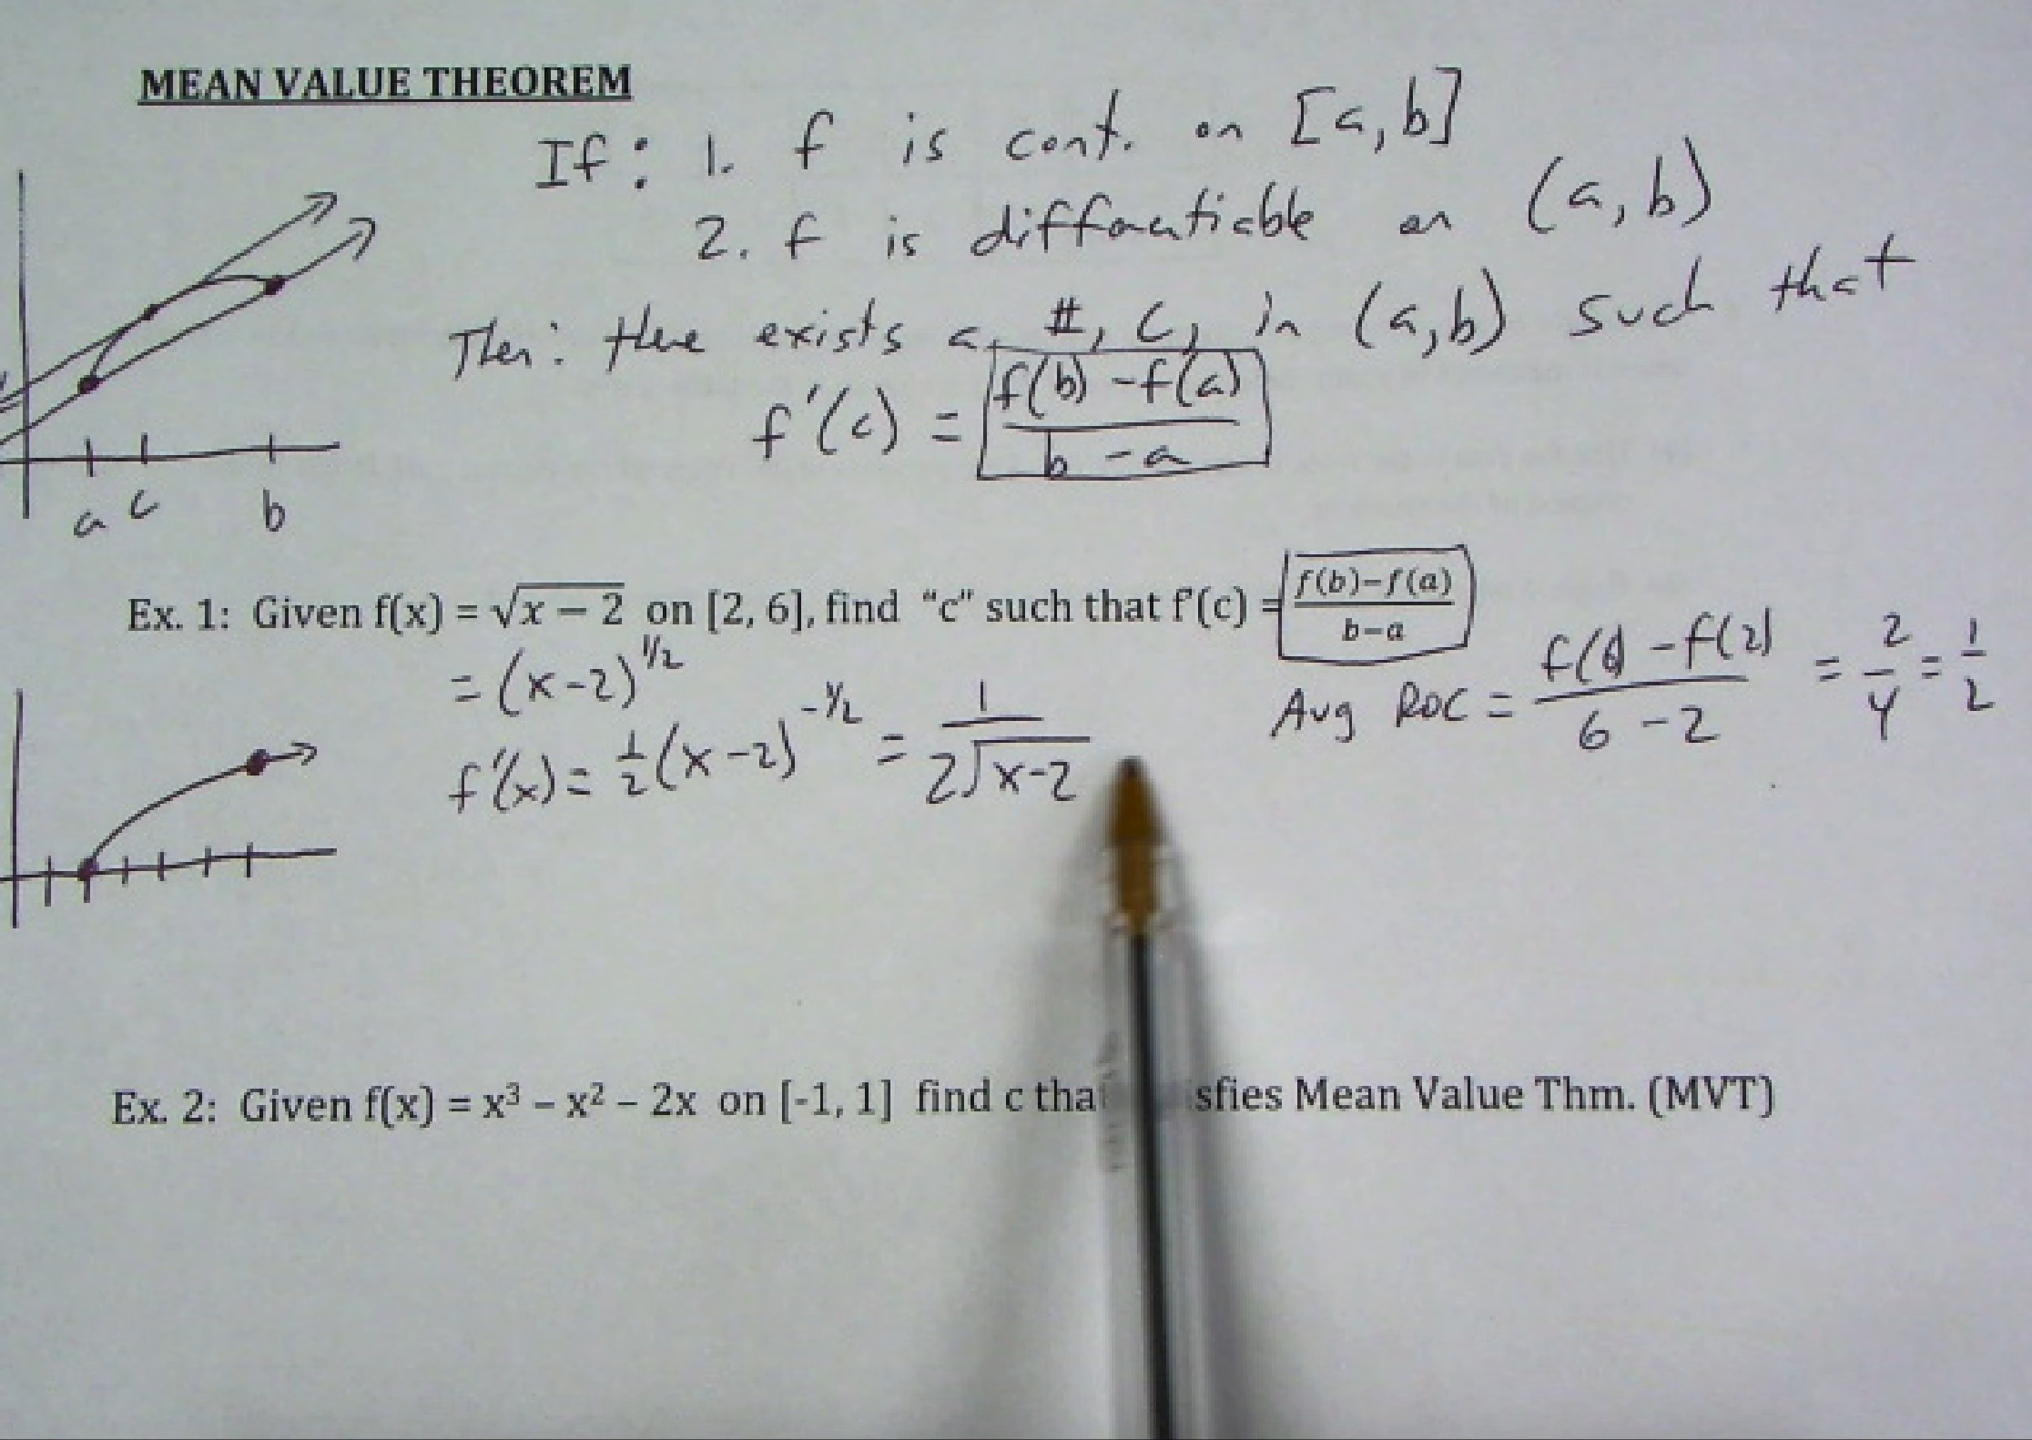 MEAN VALUE THEOREM
If: 1. f is cont. on [a, b]
2. f is differentiable on (a, b)
Then: there exists a #, c, in (a, b) such that
f'(c) = f(b) - f(a) / b - a
a c b
Ex. 1: Given f(x) = √x − 2 on [2, 6], find “c” such that f'(c) = f(b)−f(a) / b−a
= (x-2)^1/2
Avg ROC = f(6) - f(2) / 6 - 2 = 2/4 = 1/2
f'(x) = 1/2 (x-2)^-1/2 = 1 / 2√x-2
Ex. 2: Given f(x) = x³ – x² – 2x on [-1, 1] find c sfies Mean Value Thm. (MVT)